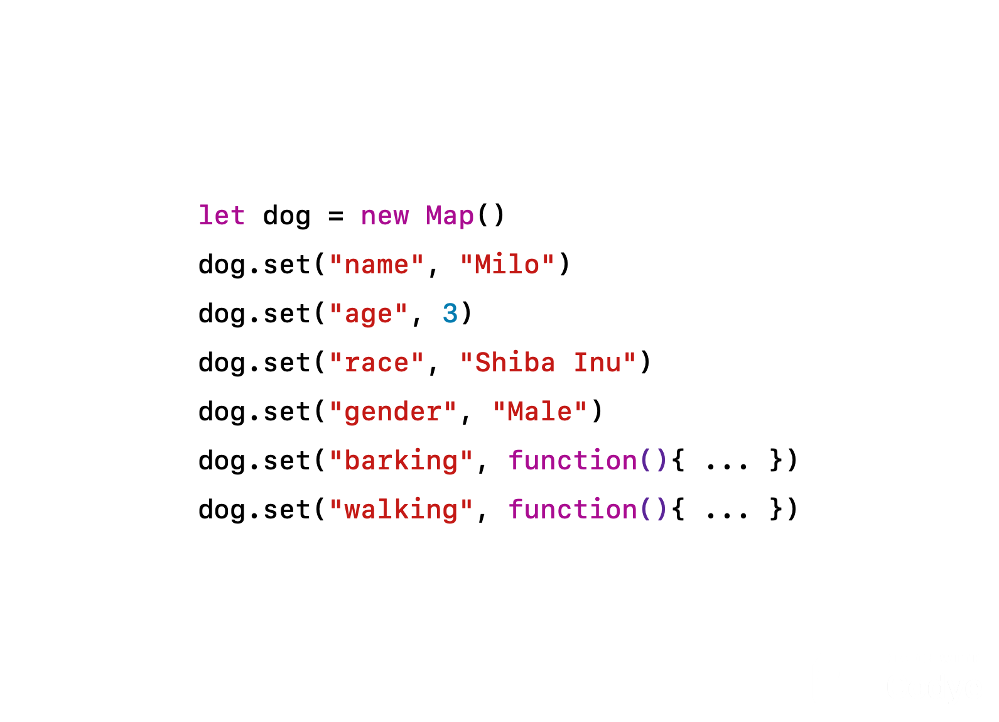 let dog = new Map()
dog.set("name", "Milo")
dog.set("age", 3)
dog.set("race", "Shiba Inu")
dog.set("gender", "Male")
dog.set("barking", function(){ ... })
dog.set("walking", function(){ ... })